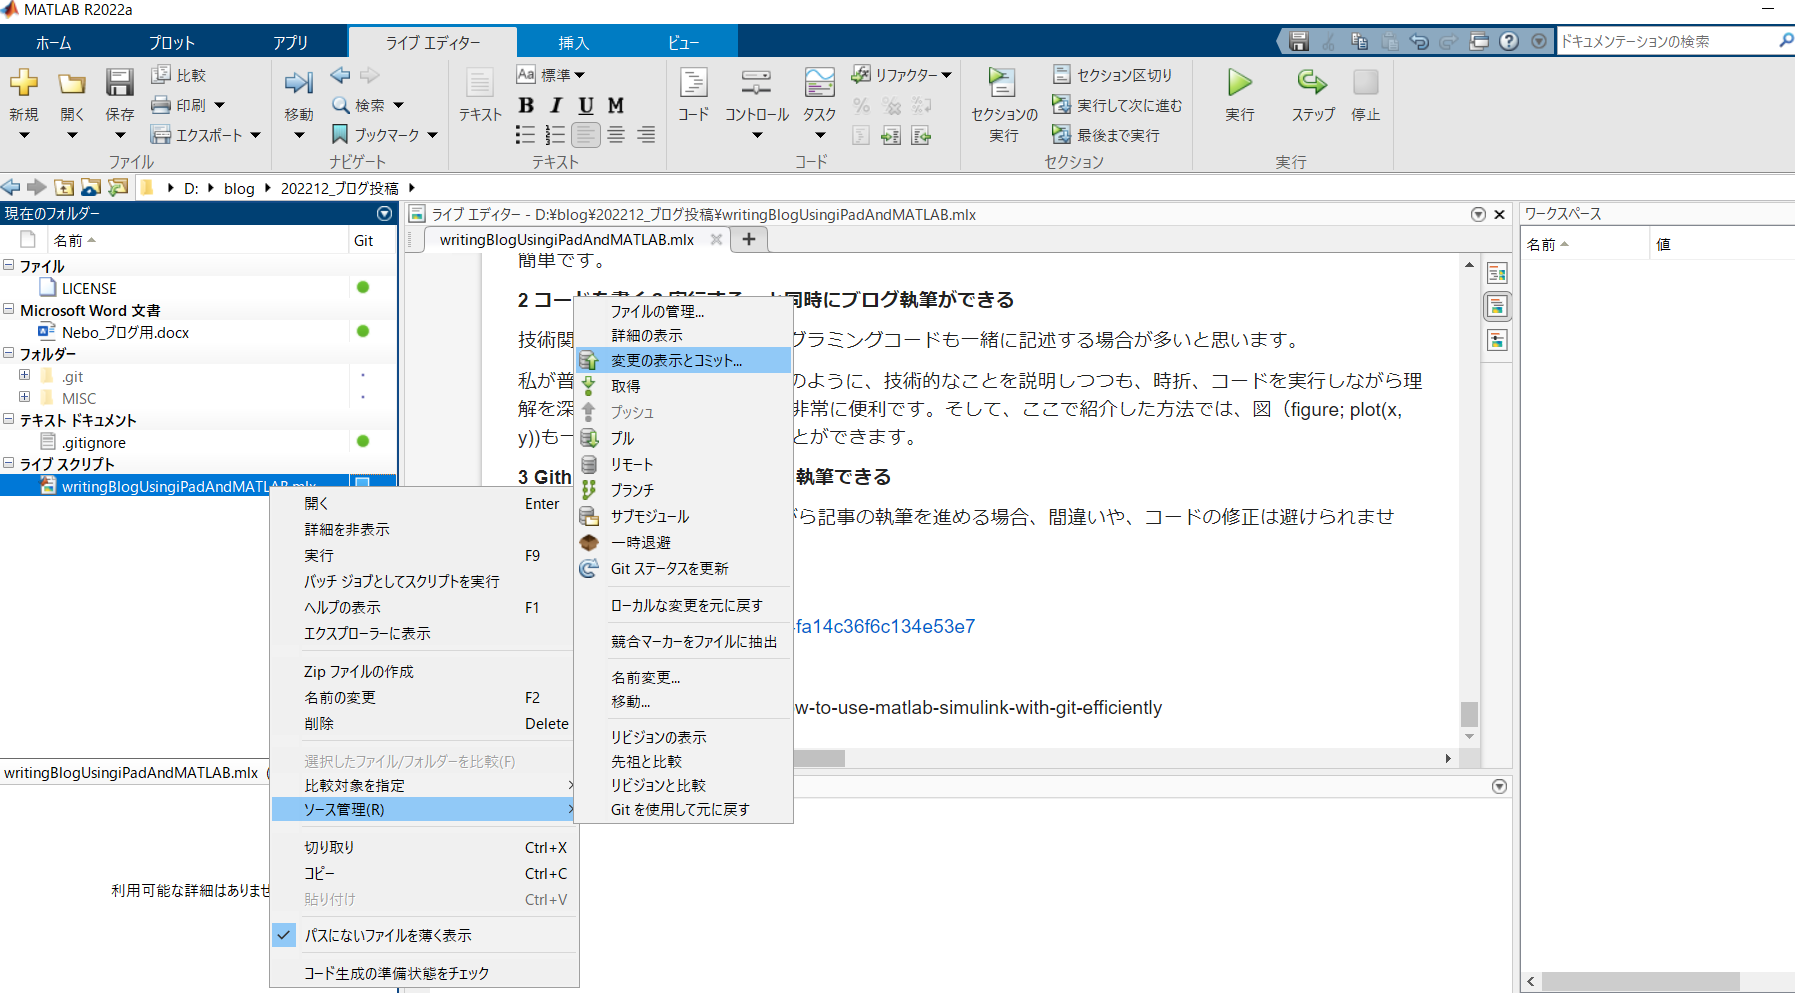 MATLAB R2022a
ホーム
プロット
アプリ
ライブ エディター
挿入
ビュー
ドキュメンテーションの検索
新規
開く
保存
比較
印刷
エクスポート
ファイル
移動
検索
ブックマーク
ナビゲート
テキスト
Aa 標準
B I U M
テキスト
コード
コントロール
タスク
リファクター
コード
セクションの
実行
セクション区切り
実行して次に進む
最後まで実行
セクション
実行
ステップ
停止
実行
D: blog 202212_ブログ投稿
現在のフォルダー
名前
Git
ファイル
LICENSE
Microsoft Word 文書
Nebo_ブログ用.docx
フォルダー
.git
MISC
テキスト ドキュメント
.gitignore
ライブ スクリプト
writingBlogUsingiPadAndMATLAB.mlx
writingBlogUsingiPadAndMATLAB.mlx (
利用可能な詳細はありませ
ライブ エディター - D:¥blog¥202212_ブログ投稿¥writingBlogUsingiPadAndMATLAB.mlx
writingBlogUsingiPadAndMATLAB.mlx
簡単です。
2 コードを書く&実行する、と同時にブログ執筆ができる
技術関 グラミングコードも一緒に記述する場合が多いと思います。
私が普 のように、技術的なことを説明しつつも、時折、コードを実行しながら理
解を深 非常に便利です。そして、ここで紹介した方法では、図（figure; plot(x,
y))も一 とができます。
3 Gith 執筆できる
がら記事の執筆を進める場合、間違いや、コードの修正は避けられませ
-fa14c36f6c134e53e7
w-to-use-matlab-simulink-with-git-efficiently
開く Enter
詳細を非表示
実行 F9
バッチ ジョブとしてスクリプトを実行
ヘルプの表示 F1
エクスプローラーに表示
Zip ファイルの作成
名前の変更 F2
削除 Delete
選択したファイル/フォルダーを比較(F)
比較対象を指定
ソース管理(R)
切り取り Ctrl+X
コピー Ctrl+C
貼り付け Ctrl+V
パスにないファイルを薄く表示
コード生成の準備状態をチェック
ファイルの管理...
詳細の表示
変更の表示とコミット...
取得
プッシュ
プル
リモート
ブランチ
サブモジュール
一時退避
Git ステータスを更新
ローカルな変更を元に戻す
競合マーカーをファイルに抽出
名前変更...
移動...
リビジョンの表示
先祖と比較
リビジョンと比較
Git を使用して元に戻す
ワークスペース
名前
値